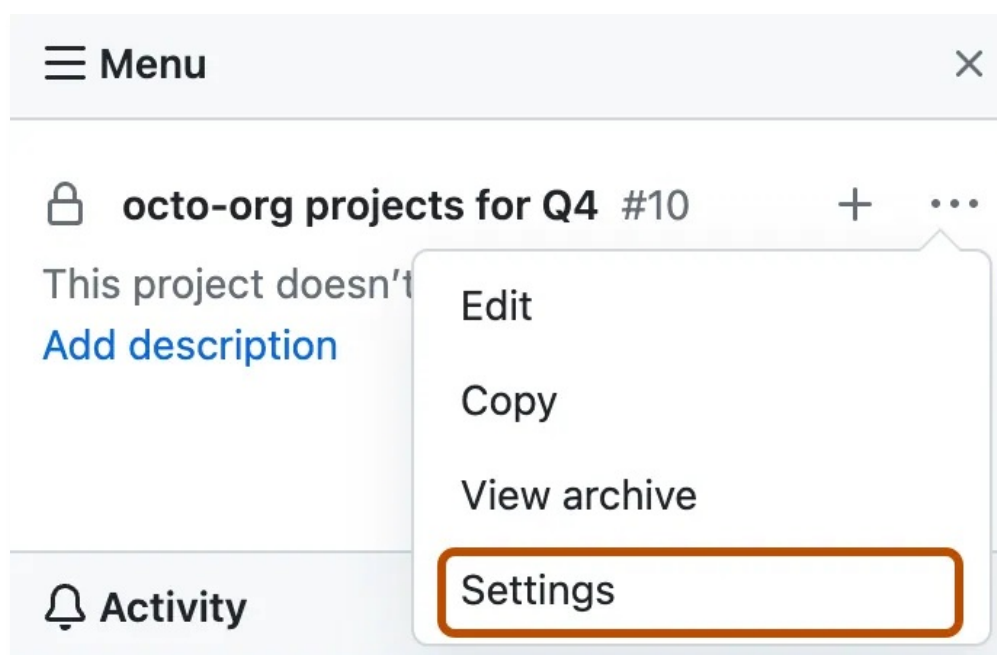 Menu
octo-org projects for Q4 #10
This project doesn't
Add description
Edit
Copy
View archive
Settings
Activity